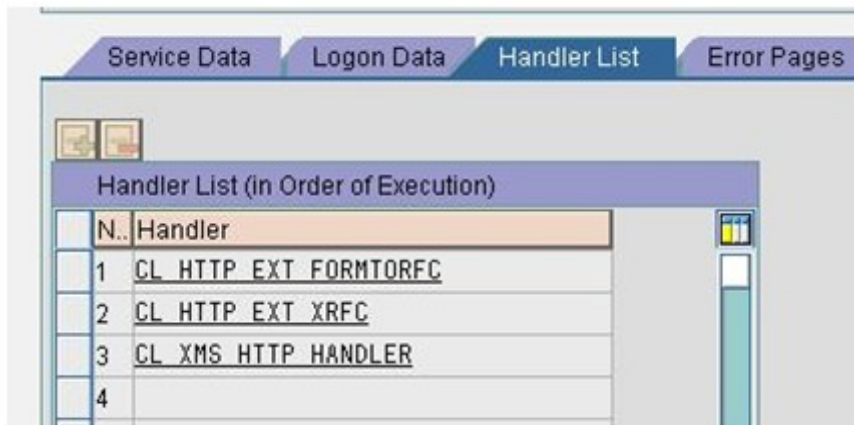 Service Data Logon Data Handler List Error Pages
Handler List (in Order of Execution)
N.. Handler
1 CL_HTTP_EXT_FORMTORFC
2 CL_HTTP_EXT_XRFC
3 CL_XMS_HTTP_HANDLER
4